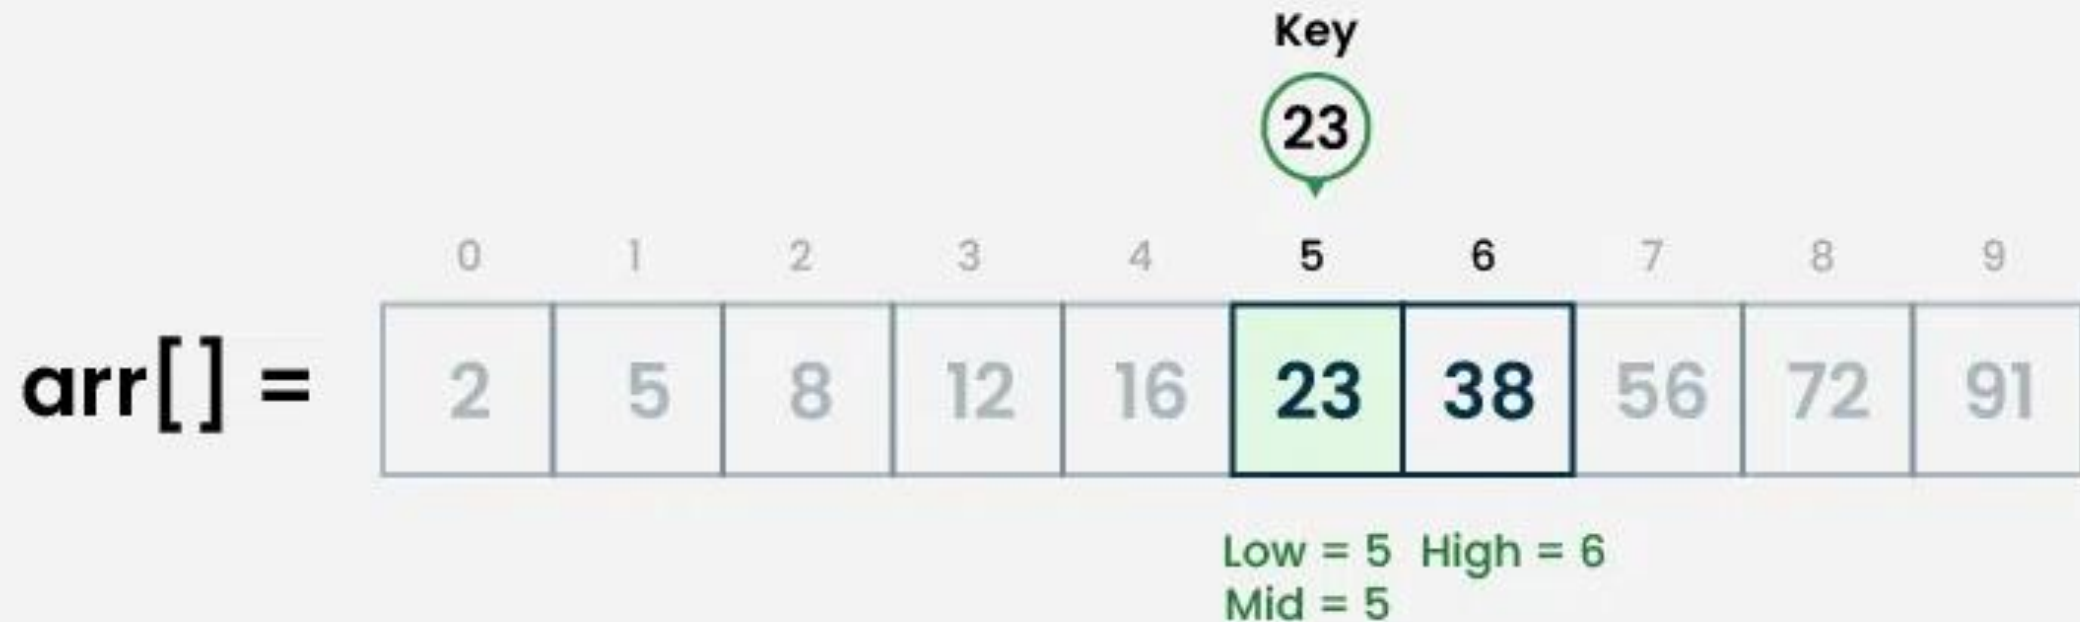 Key
23
0 1 2 3 4 5 6 7 8 9
arr[] = 2 5 8 12 16 23 38 56 72 91
Low = 5 High = 6
Mid = 5